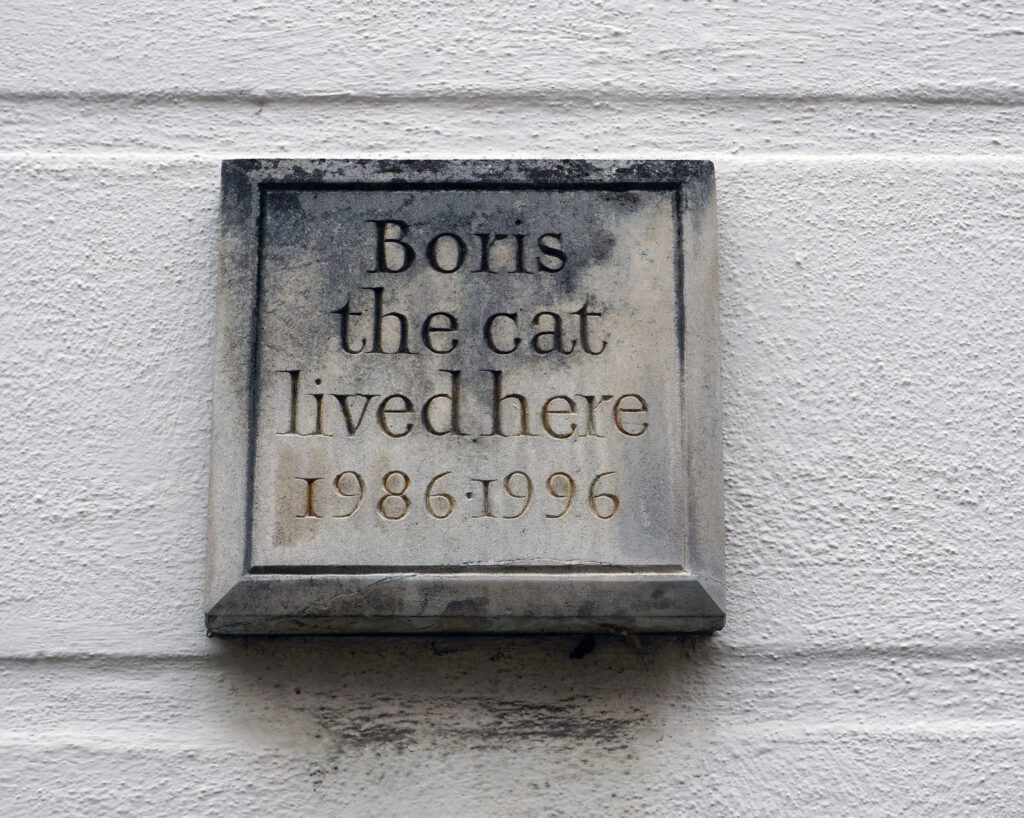 Boris
the cat
lived here
1986·1996